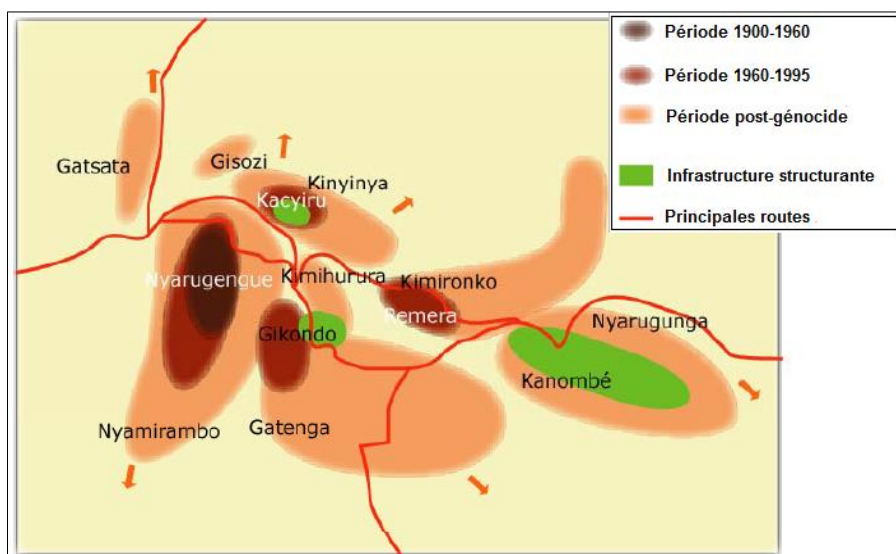 Période 1900-1960
Période 1960-1995
Période post-génocide
Infrastructure structurante
Principales routes
Gatsata
Gisozi
Kinyinya
Kacyiru
Nyarugengue
Kimihurura
Kimironko
Remera
Nyarugunga
Gikondo
Kanombé
Nyamirambo
Gatenga